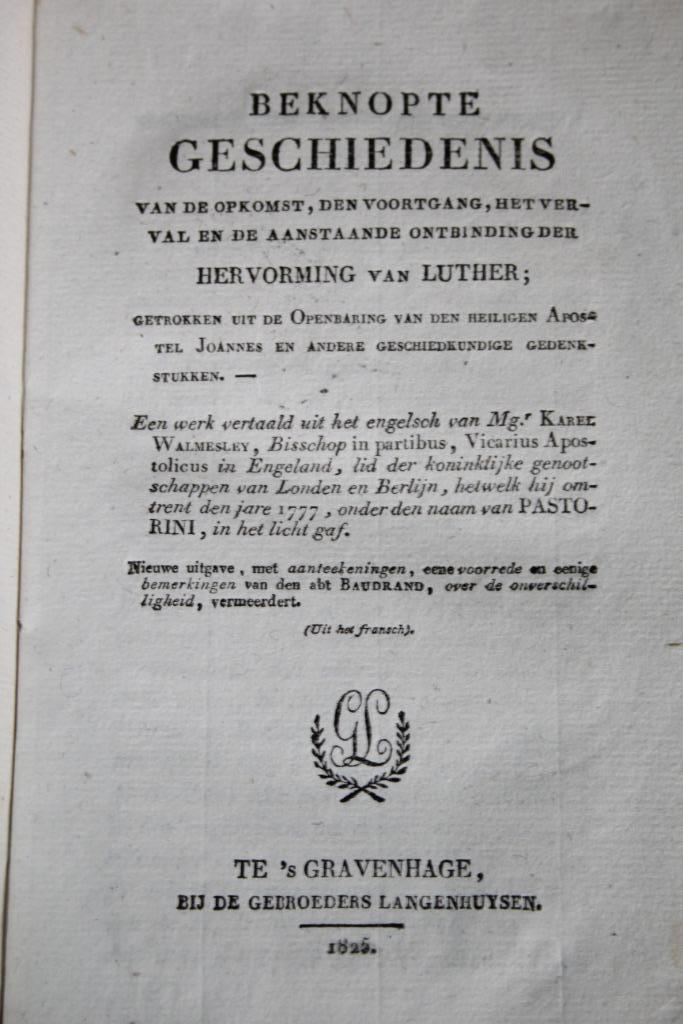 BEKNOPTE
GESCHIEDENIS
VAN DE OPKOMST, DEN VOORTGANG, HET VER-
VAL EN DE AANSTAANDE ONTBINDING DER
HERVORMING VAN LUTHER;
GETROKKEN UIT DE OPENBARING VAN DEN HEILIGEN APOS-
TEL JOANNES EN ANDERE GESCHIEDKUNDIGE GEDENK-
STUKKEN. —
Een werk vertaald uit het engelsch van Mg.r KAREL
WALMESLEY, Bisschop in partibus, Vicarius Apos-
tolicus in Engeland, lid der koninklijke genoot-
schappen van Londen en Berlijn, hetwelk hij om-
trent den jare 1777, onder den naam van PASTO-
RINI, in het licht gaf.
Nieuwe uitgave, met aanteekeningen, eene voorrede en eenige
bemerkingen van den abt BAUDRAND, over de onverschil-
ligheid, vermeerdert.
(Uit het fransch).
GL
TE 's GRAVENHAGE,
BIJ DE GEBROEDERS LANGENHUYSEN.
1825.